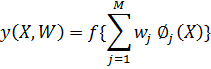 y(X,W) = f{∑_{j=1}^{M} w_j ∅_j (X)}